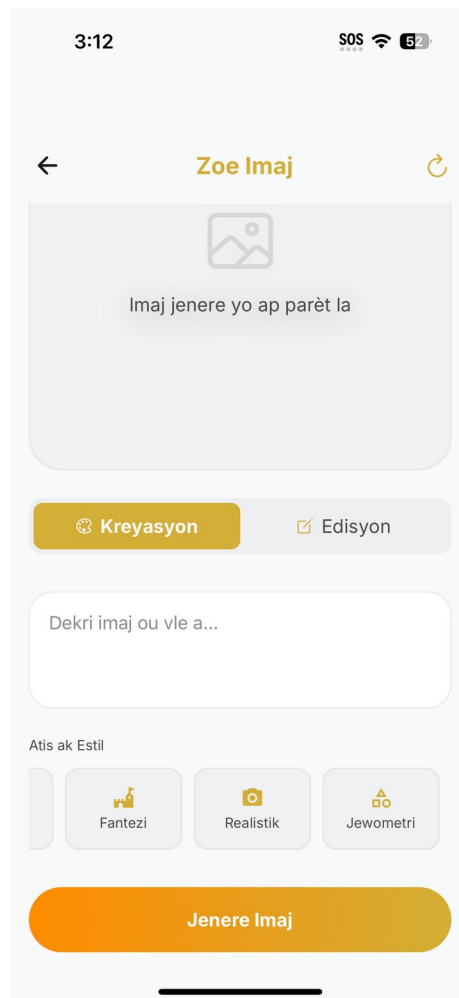 3:12
SOS
52
Zoe Imaj
Imaj jenere yo ap parèt la
Kreyasyon
Edisyon
Dekri imaj ou vle a...
Atis ak Estil
Fantezi
Realistik
Jewometri
Jenere Imaj